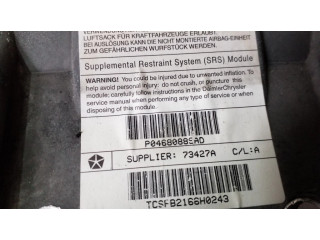 LUFTSACK FÜR KRAFTFAHRZEUGE ERLAUBT.
BEI AUSLÖSUNG KANN DAS NICHT MONTIERTE AIRBAG-EINHEIT
ZUM GEFÄHRLICHEN WURFSTÜCK WERDEN.
Supplemental Restraint System (SRS) Module
WARNING! You could be injured due to unwanted inflation. To
help avoid personal injury: do not crush, or puncture this
module; carefully follow instructions in the DaimlerChrysler
service manual when performing any type of service or when
disposing of this module.
P04680885AD
SUPPLIER: 73427A C/L:A
TCSFB2166H0243